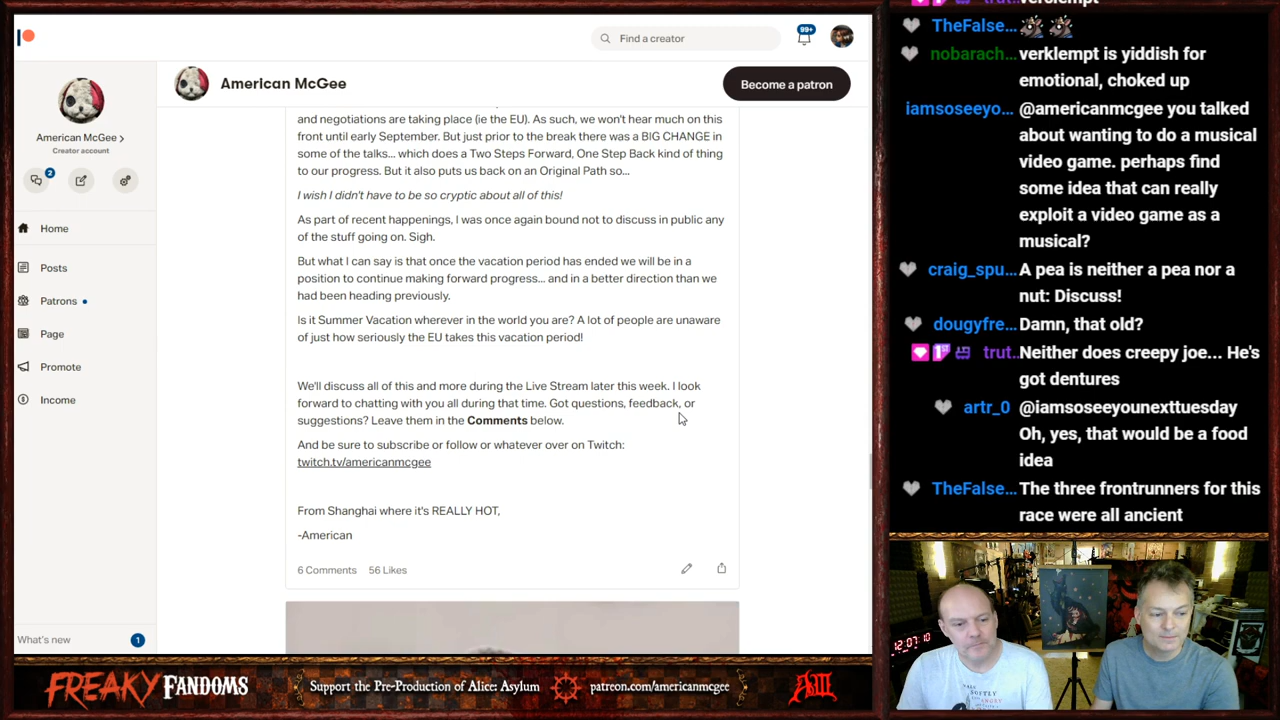 Find a creator
99+
American McGee
Become a patron
American McGee
Creator account
2
Home
Posts
Patrons
Page
Promote
Income
What's new
1
and negotiations are taking place (ie the EU). As such, we won't hear much on this
front until early September. But just prior to the break there was a BIG CHANGE in
some of the talks... which does a Two Steps Forward, One Step Back kind of thing
to our progress. But it also puts us back on an Original Path so...
I wish I didn't have to be so cryptic about all of this!
As part of recent happenings, I was once again bound not to discuss in public any
of the stuff going on. Sigh.
But what I can say is that once the vacation period has ended we will be in a
position to continue making forward progress... and in a better direction than we
had been heading previously.
Is it Summer Vacation wherever in the world you are? A lot of people are unaware
of just how seriously the EU takes this vacation period!
We'll discuss all of this and more during the Live Stream later this week. I look
forward to chatting with you all during that time. Got questions, feedback, or
suggestions? Leave them in the Comments below.
And be sure to subscribe or follow or whatever over on Twitch:
twitch.tv/americanmcgee
From Shanghai where it's REALLY HOT,
-American
6 Comments 56 Likes
TheFalse...
nobarach... verklempt is yiddish for
emotional, choked up
iamsoseeyo... @americanmcgee you talked
about wanting to do a musical
video game. perhaps find
some idea that can really
exploit a video game as a
musical?
craig_spu... A pea is neither a pea nor a
nut: Discuss!
dougyfre... Damn, that old?
trut... Neither does creepy joe... He's
got dentures
artr_0 @iamsoseeyounexttuesday
Oh, yes, that would be a food
idea
TheFalse... The three frontrunners for this
race were all ancient
12:07:10
FREAKY FANDOMS
Support the Pre-Production of Alice: Asylum
patreon.com/americanmcgee